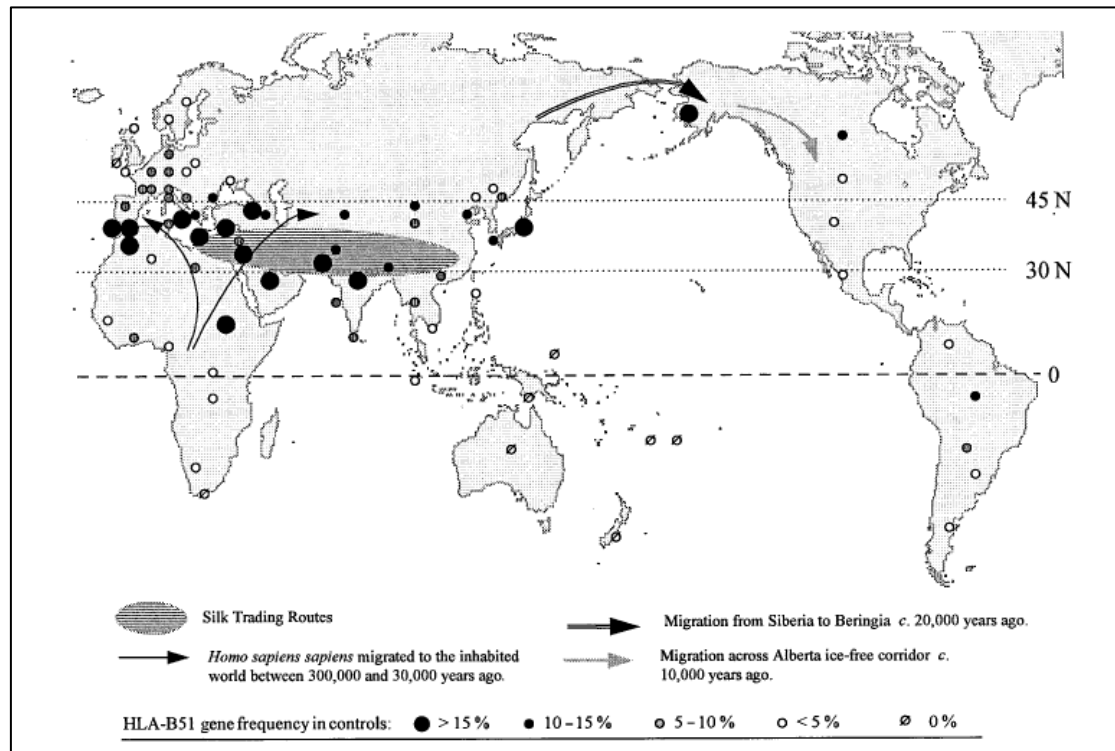 45 N
30 N
0
Silk Trading Routes
Migration from Siberia to Beringia c. 20,000 years ago.
Homo sapiens sapiens migrated to the inhabited
world between 300,000 and 30,000 years ago.
Migration across Alberta ice-free corridor c.
10,000 years ago.
HLA-B51 gene frequency in controls: > 15 % 10 – 15 % 5 – 10 % < 5 % 0 %